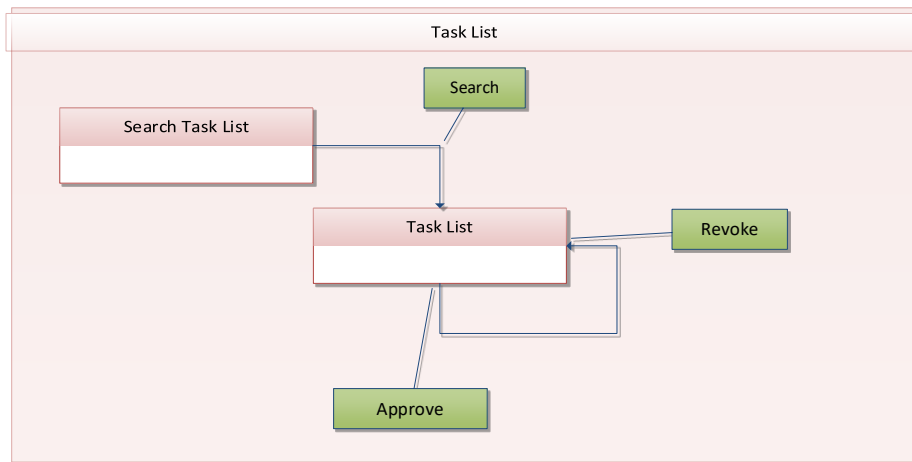 Task List
Search
Search Task List
Task List
Revoke
Approve